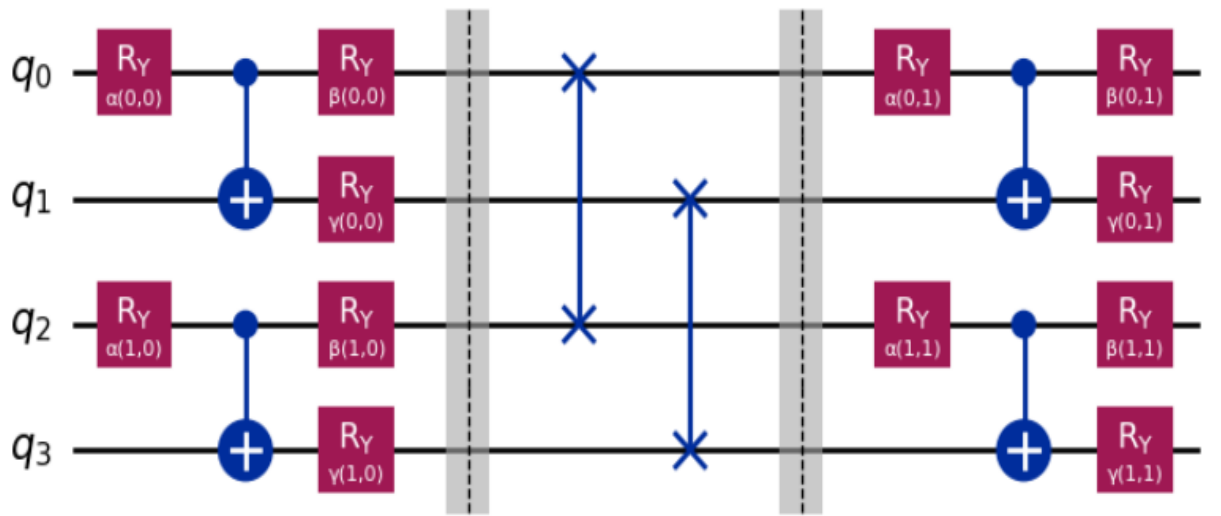 q0 RY α(0,0) RY β(0,0) RY α(0,1) RY β(0,1)
q1 RY γ(0,0) RY γ(0,1)
q2 RY α(1,0) RY β(1,0) RY α(1,1) RY β(1,1)
q3 RY γ(1,0) RY γ(1,1)